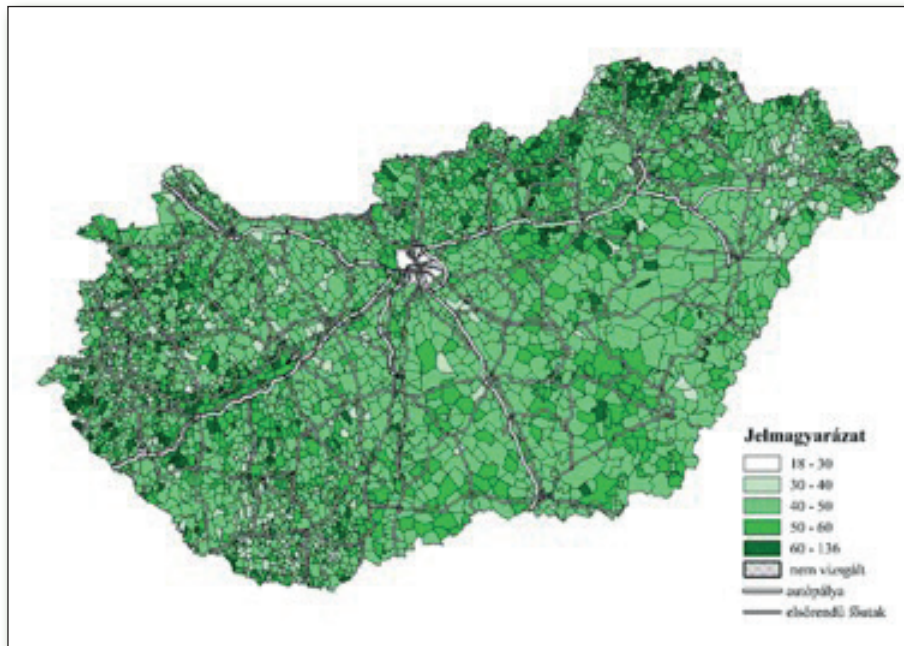 Jelmagyarázat
18 - 30
30 - 40
40 - 50
50 - 60
60 - 136
nem vizsgált
autópálya
elsőrendű főutak